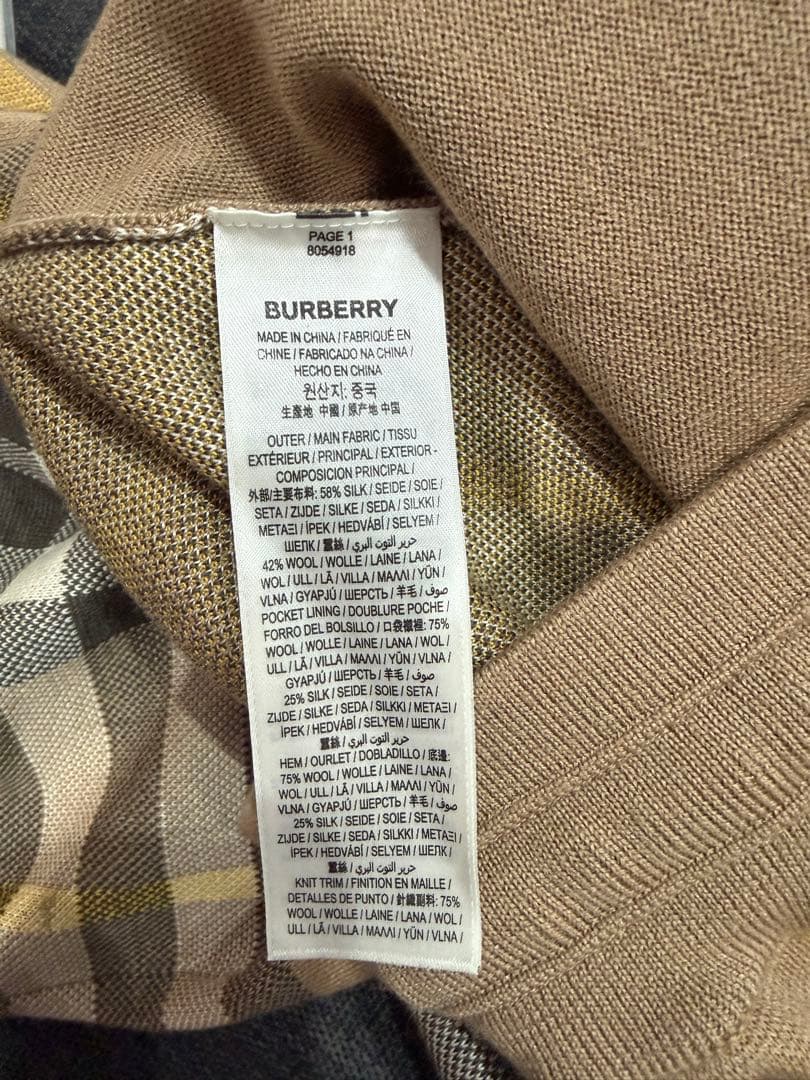 PAGE 1
8054918
BURBERRY
MADE IN CHINA / FABRIQUÉ EN
CHINE / FABRICADO NA CHINA /
HECHO EN CHINA
원산지: 중국
生產地 中國 / 原产地 中国
OUTER / MAIN FABRIC / TISSU
EXTÉRIEUR / PRINCIPAL / EXTERIOR -
COMPOSICION PRINCIPAL /
外部/主要布料: 58% SILK / SEIDE / SOIE /
SETA / ZIJDE / SILKE / SEDA / SILKKI /
ΜΕΤΑΞΙ / İPEK / HEDVÁBÍ / SELYEM /
ШЕЛК / 蠶絲 / حرير التوت البري /
42% WOOL / WOLLE / LAINE / LANA /
WOL / ULL / LÃ / VILLA / ΜΑΛΛΙ / YÜN /
VLNA / GYAPJÚ / ШЕРСТЬ / 羊毛 / صوف /
POCKET LINING / DOUBLURE POCHE /
FORRO DEL BOLSILLO / 口袋襯裡: 75%
WOOL / WOLLE / LAINE / LANA / WOL /
ULL / LÃ / VILLA / ΜΑΛΛΙ / YÜN / VLNA /
GYAPJÚ / ШЕРСТЬ / 羊毛 / صوف /
25% SILK / SEIDE / SOIE / SETA /
ZIJDE / SILKE / SEDA / SILKKI / ΜΕΤΑΞΙ /
İPEK / HEDVÁBÍ / SELYEM / ШЕЛК /
蠶絲 / حرير التوت البري /
HEM / OURLET / DOBLADILLO / 底邊:
75% WOOL / WOLLE / LAINE / LANA /
WOL / ULL / LÃ / VILLA / ΜΑΛΛΙ / YÜN /
VLNA / GYAPJÚ / ШЕРСТЬ / 羊毛 / صوف /
25% SILK / SEIDE / SOIE / SETA /
ZIJDE / SILKE / SEDA / SILKKI / ΜΕΤΑΞΙ /
İPEK / HEDVÁBÍ / SELYEM / ШЕЛК /
蠶絲 / حرير التوت البري /
KNIT TRIM / FINITION EN MAILLE /
DETALLES DE PUNTO / 針織副料: 75%
WOOL / WOLLE / LAINE / LANA / WOL /
ULL / LÃ / VILLA / ΜΑΛΛΙ / YÜN / VLNA /